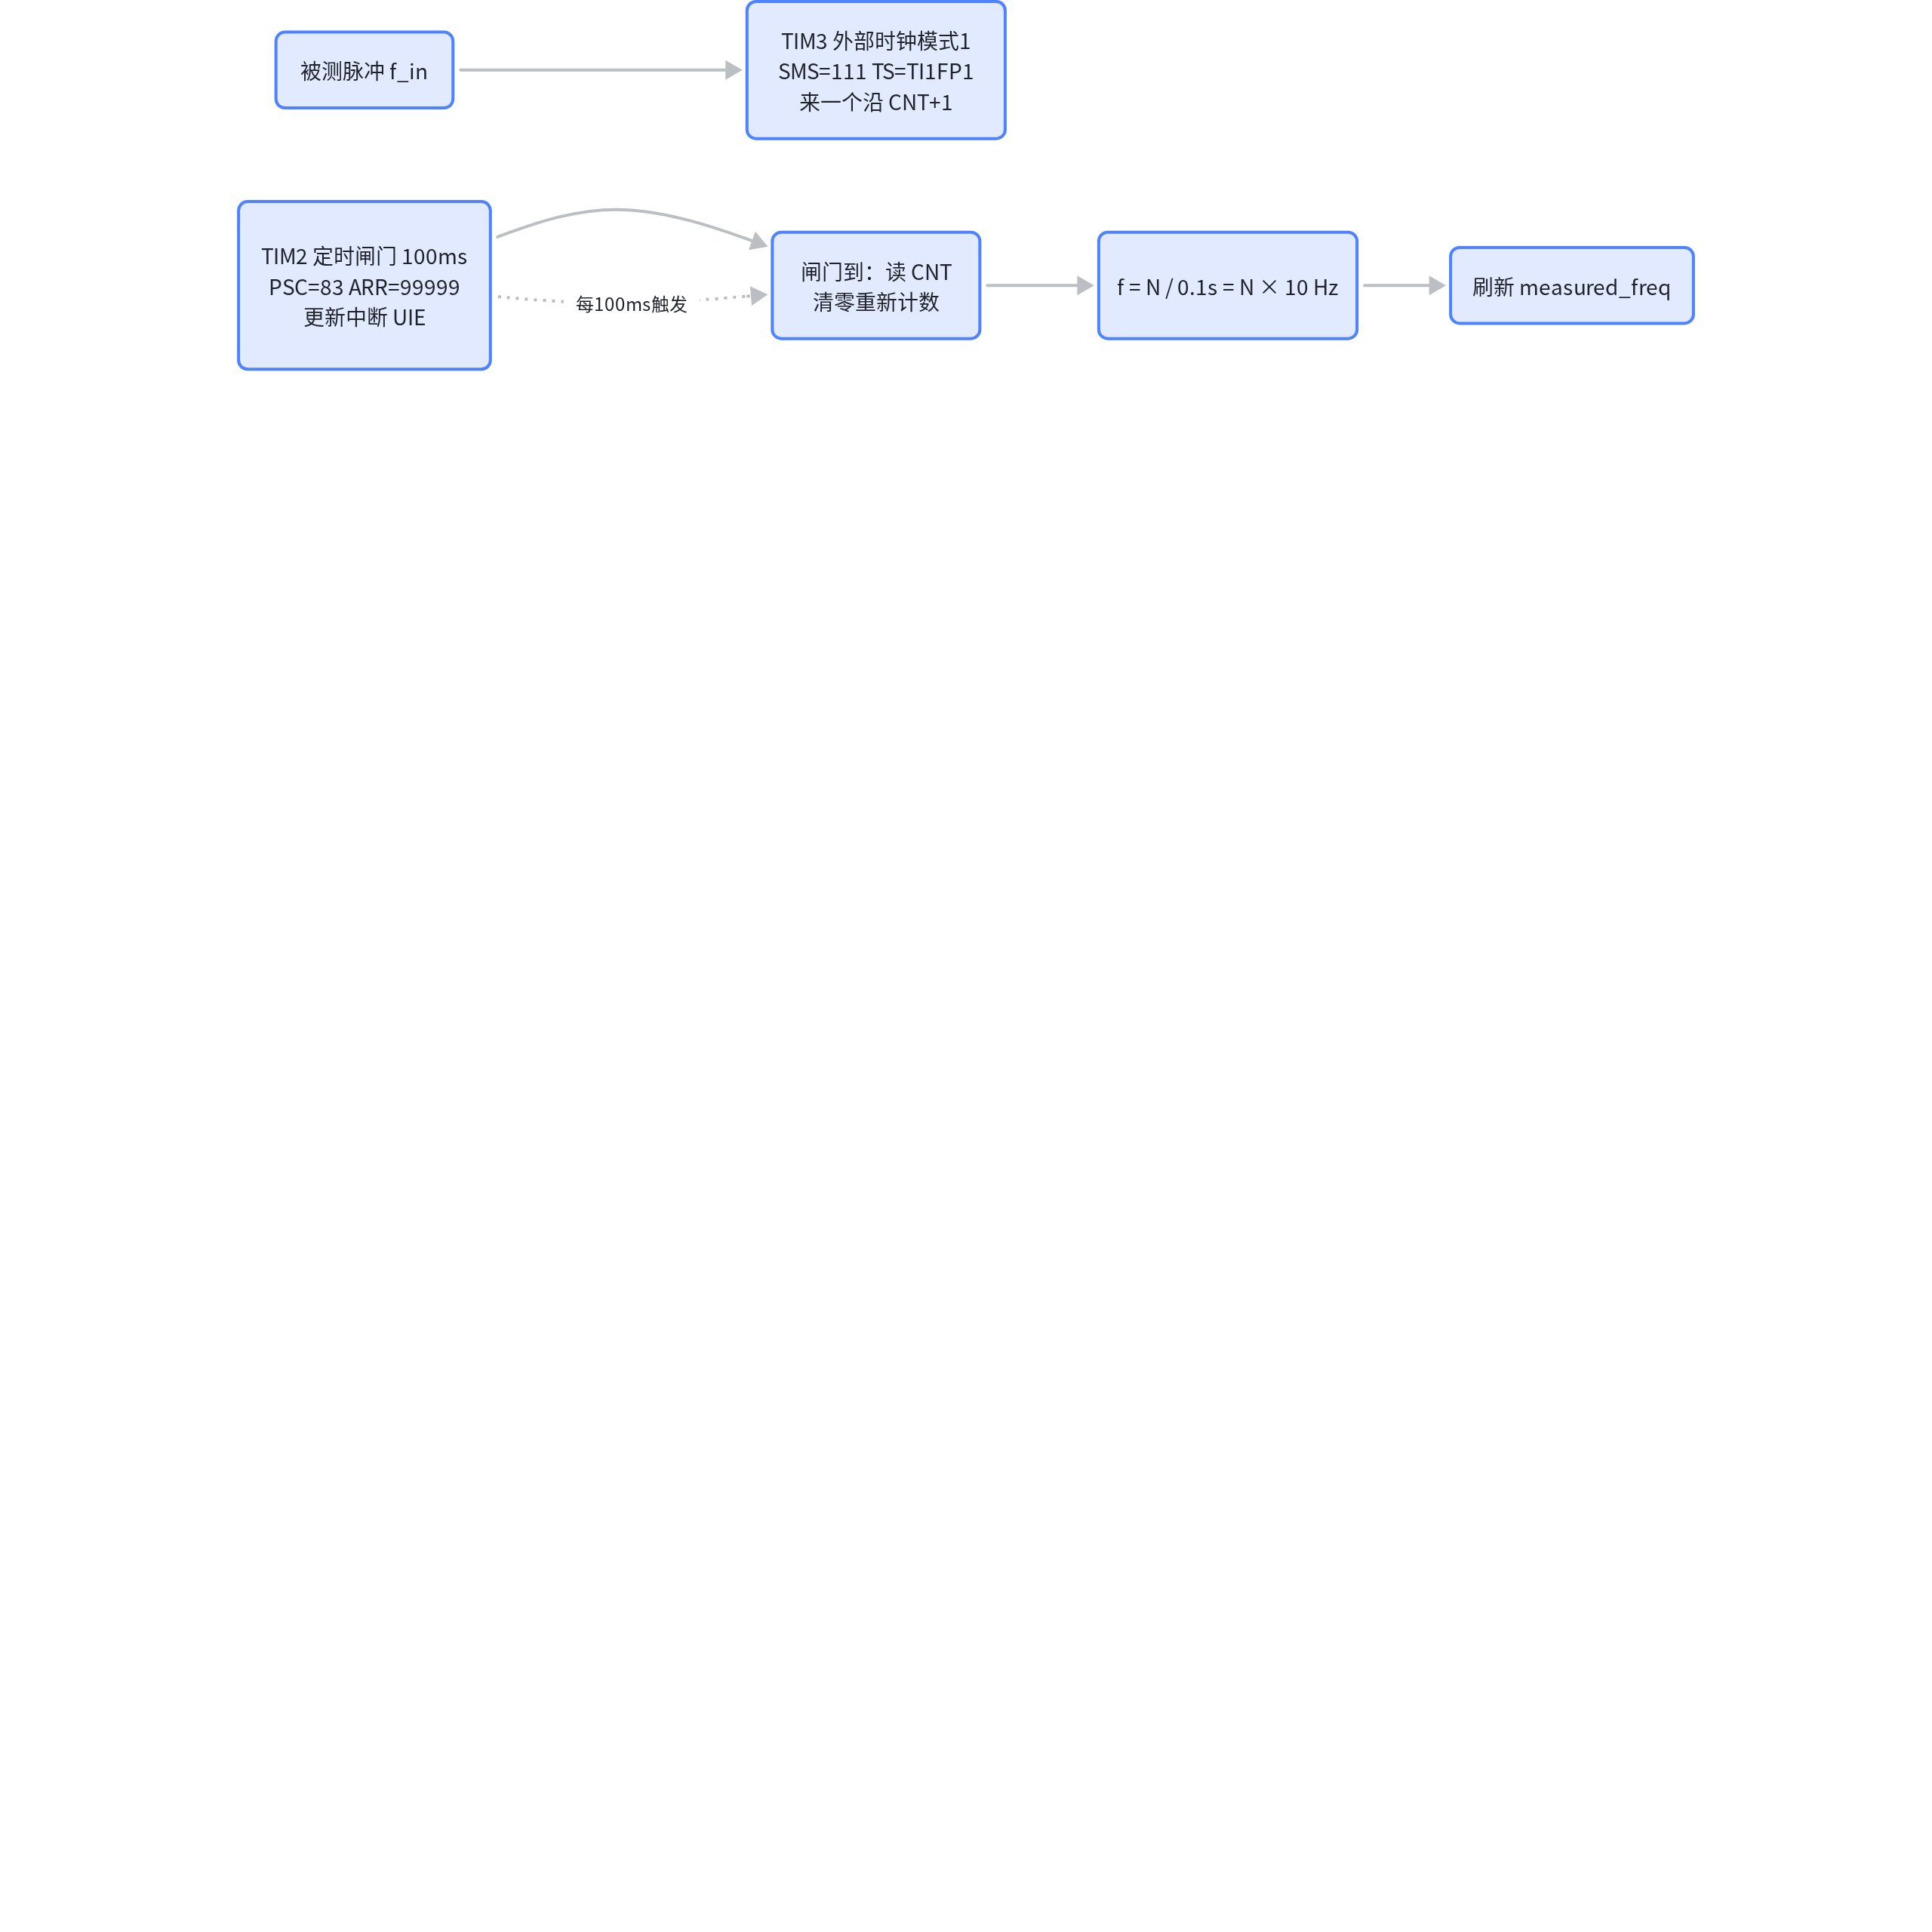 被测脉冲 f_in
TIM3 外部时钟模式1
SMS=111 TS=TI1FP1
来一个沿 CNT+1
TIM2 定时闸门 100ms
PSC=83 ARR=99999
更新中断 UIE
每100ms触发
闸门到：读 CNT
清零重新计数
f = N / 0.1s = N × 10 Hz
刷新 measured_freq